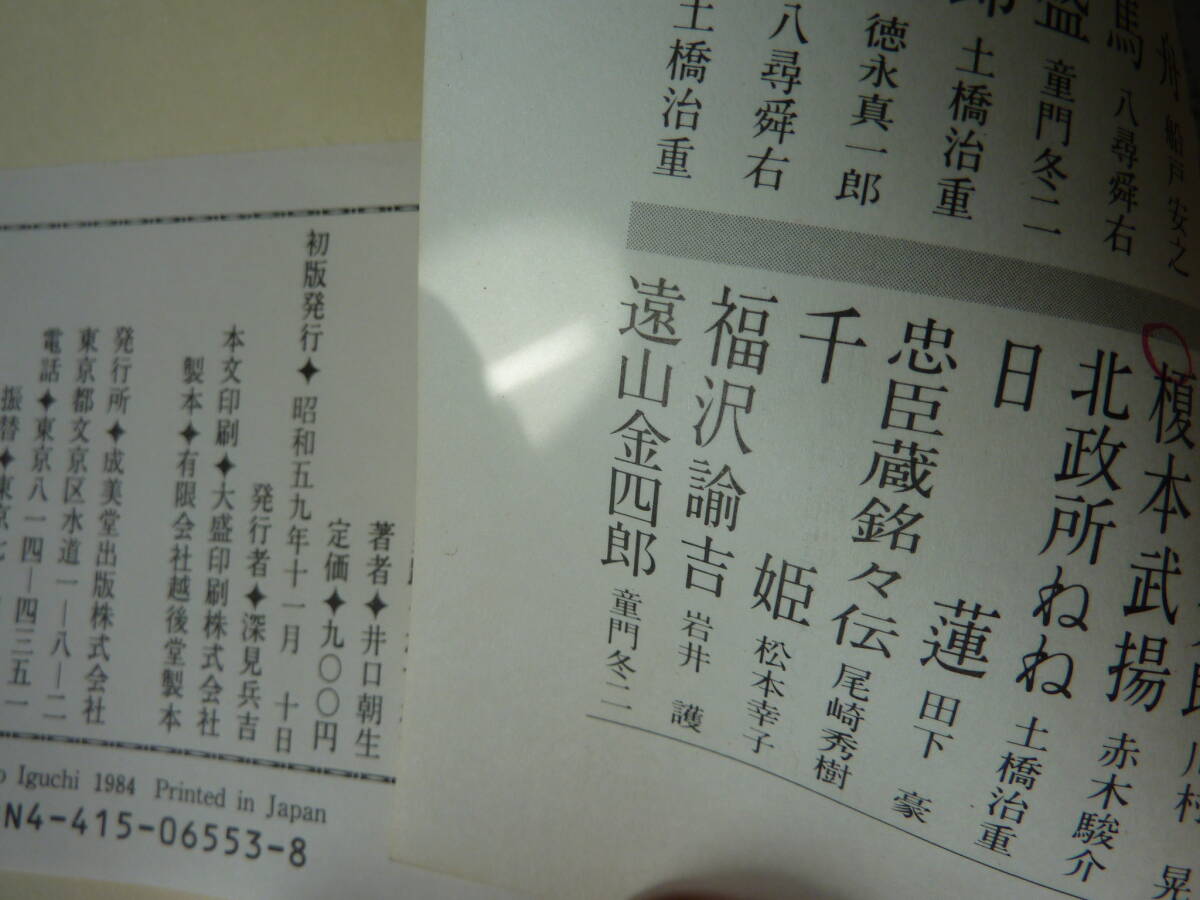 船戸安之
馬 八尋舜右
盛 童門冬二
郎 土橋治重
徳永真一郎
八尋舜右
土橋治重
榎本武揚 赤木駿介
北政所ねね 土橋治重
日蓮 田下 豪
忠臣蔵銘々伝 尾崎秀樹
千姫 松本幸子
福沢諭吉 岩井 護
遠山金四郎 童門冬二
著者✦井口朝生
定価✦九〇〇円
初版発行✦昭和五九年十一月 十日
発行者✦深見兵吉
本文印刷✦大盛印刷株式会社
製本✦有限会社越後堂製本
発行所✦成美堂出版株式会社
東京都文京区水道一―八―二
電話✦東京八一四―四三五一
振替✦東京
Iguchi 1984 Printed in Japan
N4-415-06553-8